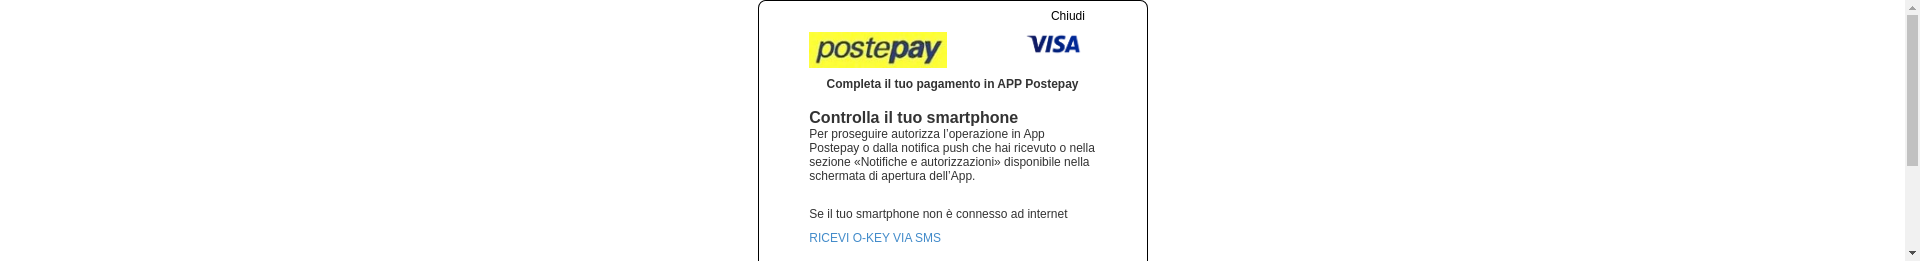 Chiudi
postepay
VISA
Completa il tuo pagamento in APP Postepay
Controlla il tuo smartphone
Per proseguire autorizza l’operazione in App
Postepay o dalla notifica push che hai ricevuto o nella
sezione «Notifiche e autorizzazioni» disponibile nella
schermata di apertura dell’App.
Se il tuo smartphone non è connesso ad internet
RICEVI O-KEY VIA SMS